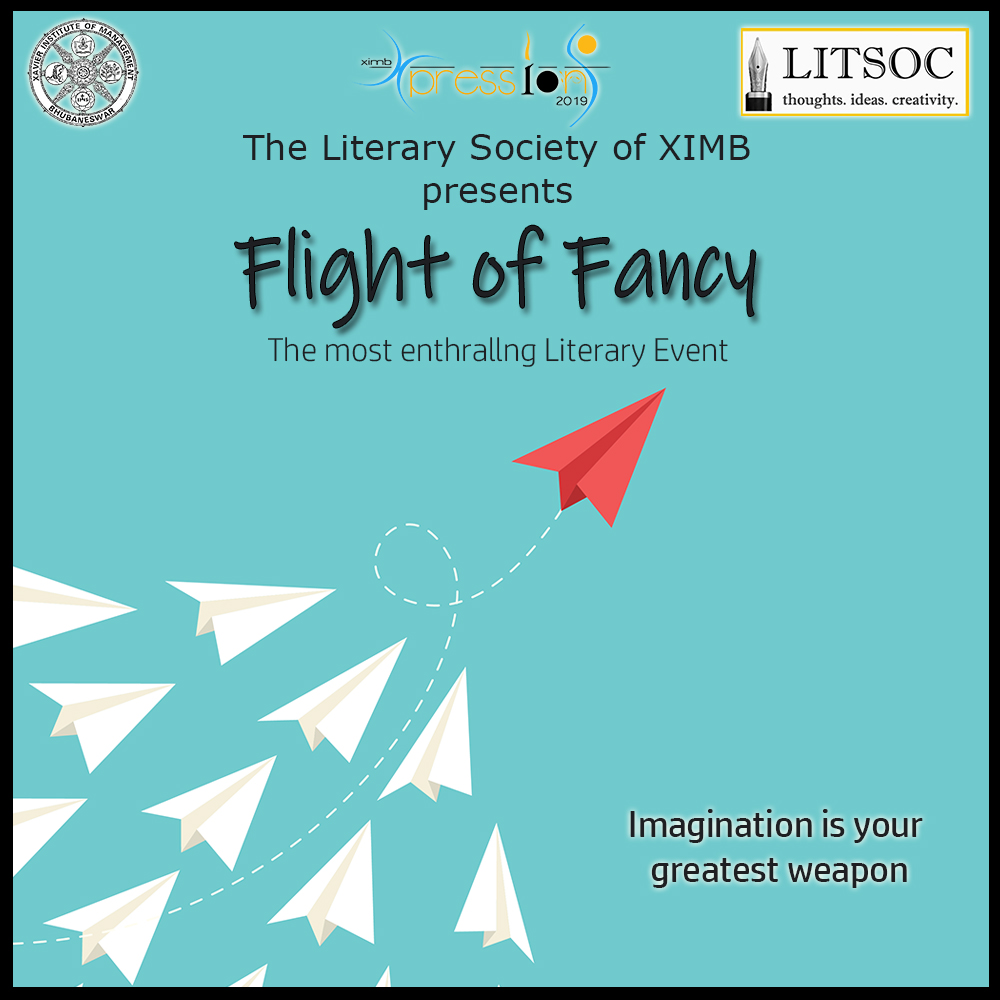 XAVIER INSTITUTE OF MANAGEMENT
BHUBANESWAR
ximb
Xpressions
2019
LITSOC
thoughts. ideas. creativity.
The Literary Society of XIMB
presents
Flight of Fancy
The most enthrallng Literary Event
Imagination is your
greatest weapon